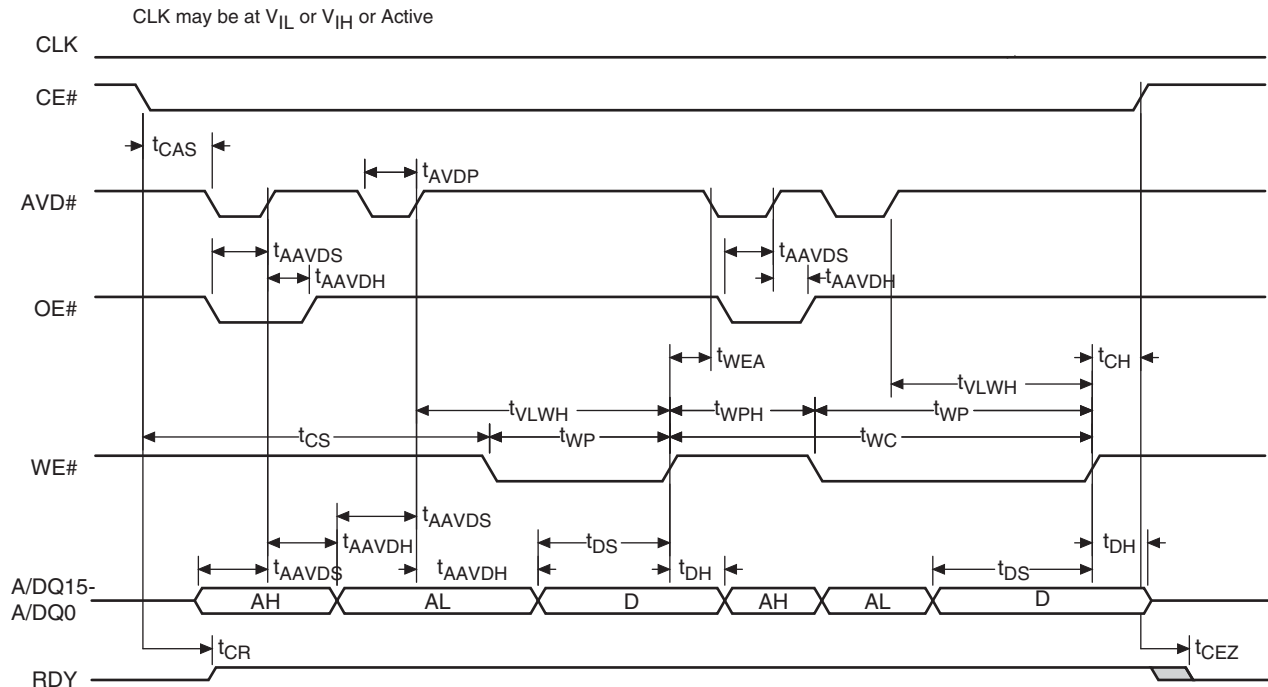 CLK may be at VIL or VIH or Active
CLK
CE#
tCAS
tAVDP
AVD#
tAAVDS
tAAVDS
tAAVDH
tAAVDH
OE#
tWEA
tCH
tVLWH
tVLWH
tWPH
tWP
tCS
tWP
tWC
WE#
tAAVDS
tAAVDH
tDS
tDH
tAAVDS
tAAVDH
tDH
tDS
A/DQ15-
A/DQ0
AH
AL
D
AH
AL
D
tCR
tCEZ
RDY